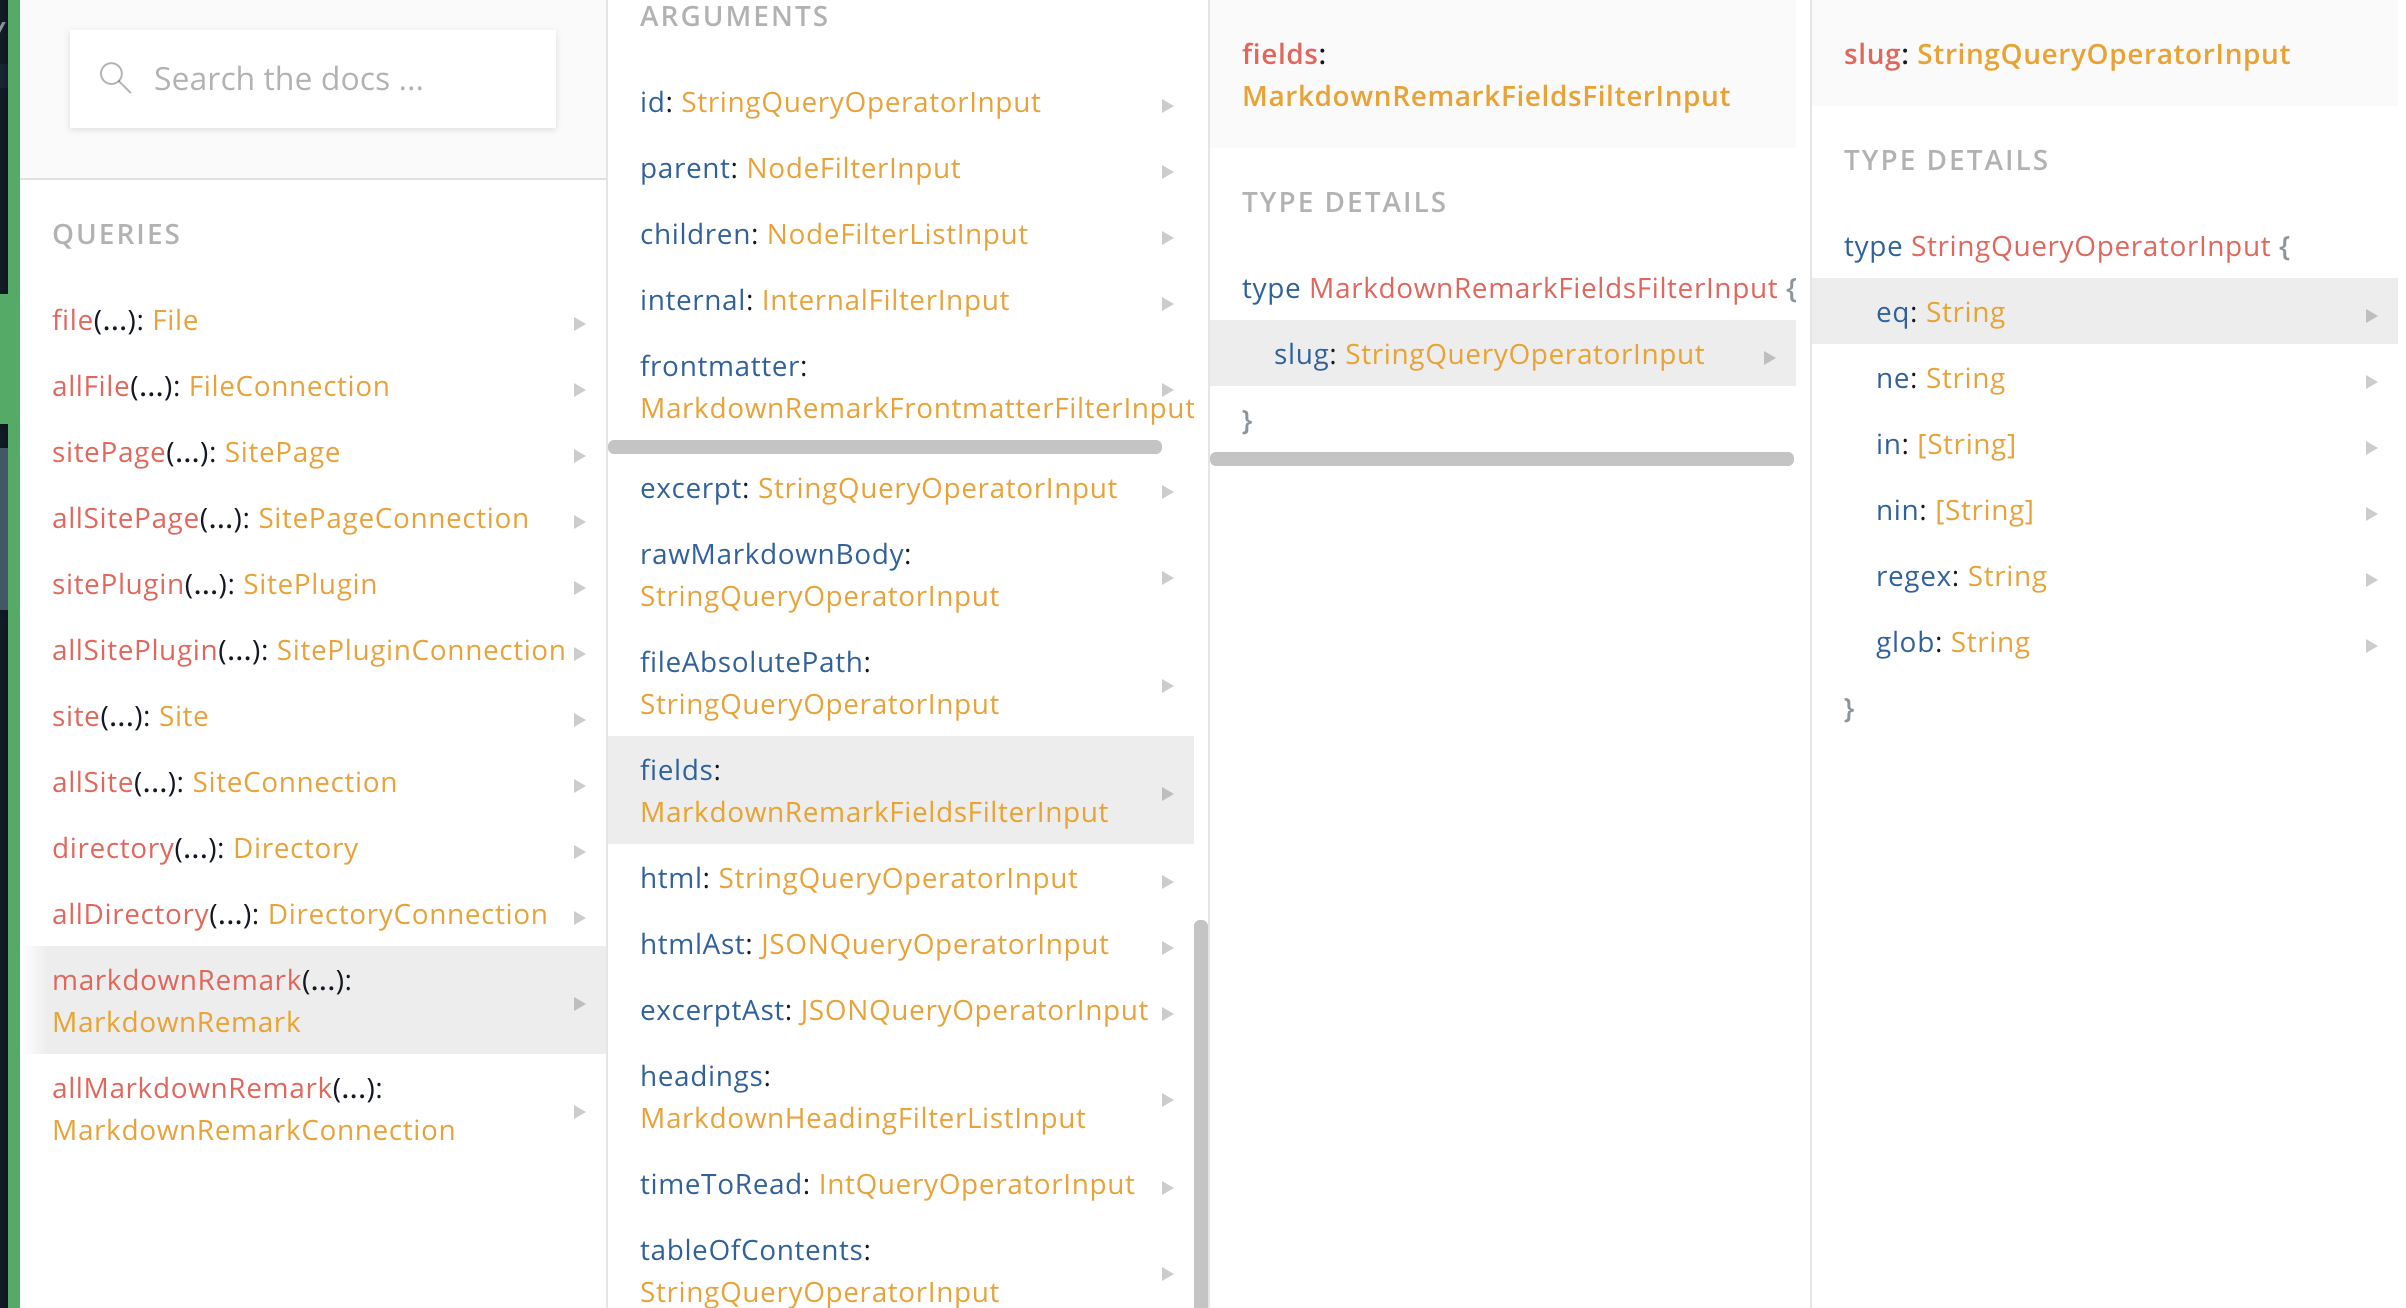 Search the docs ...
QUERIES
file(...): File
allFile(...): FileConnection
sitePage(...): SitePage
allSitePage(...): SitePageConnection
sitePlugin(...): SitePlugin
allSitePlugin(...): SitePluginConnection
site(...): Site
allSite(...): SiteConnection
directory(...): Directory
allDirectory(...): DirectoryConnection
markdownRemark(...):
MarkdownRemark
allMarkdownRemark(...):
MarkdownRemarkConnection
ARGUMENTS
id: StringQueryOperatorInput
parent: NodeFilterInput
children: NodeFilterListInput
internal: InternalFilterInput
frontmatter:
MarkdownRemarkFrontmatterFilterInput
excerpt: StringQueryOperatorInput
rawMarkdownBody:
StringQueryOperatorInput
fileAbsolutePath:
StringQueryOperatorInput
fields:
MarkdownRemarkFieldsFilterInput
html: StringQueryOperatorInput
htmlAst: JSONQueryOperatorInput
excerptAst: JSONQueryOperatorInput
headings:
MarkdownHeadingFilterListInput
timeToRead: IntQueryOperatorInput
tableOfContents:
StringQueryOperatorInput
fields:
MarkdownRemarkFieldsFilterInput
TYPE DETAILS
type MarkdownRemarkFieldsFilterInput {
slug: StringQueryOperatorInput
}
slug: StringQueryOperatorInput
TYPE DETAILS
type StringQueryOperatorInput {
eq: String
ne: String
in: [String]
nin: [String]
regex: String
glob: String
}